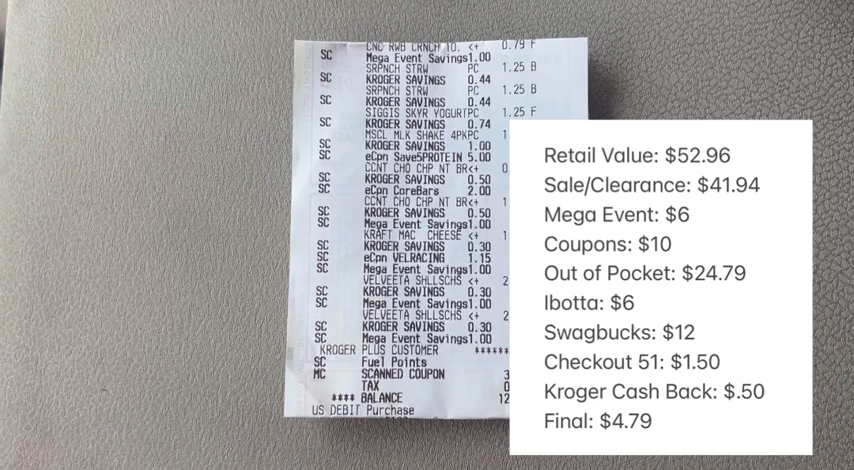 CNC RWB CRNCH 10. <+ 0.79 F
SC Mega Event Savings1.00
SRPNCH STRW PC 1.25 B
SC KROGER SAVINGS 0.44
SRPNCH STRW PC 1.25 B
SC KROGER SAVINGS 0.44
SIGGIS SKYR YOGURTPC 1.25 F
SC KROGER SAVINGS 0.74
MSCL MLK SHAKE 4PKPC 1
SC KROGER SAVINGS 1.00
SC eCpn Save5PROTEIN 5.00
CCNT CHO CHP NT BR<+ 0
SC KROGER SAVINGS 0.50
SC eCpn CoreBars 2.00
CCNT CHO CHP NT BR<+ 1
SC KROGER SAVINGS 0.50
SC Mega Event Savings1.00
KRAFT MAC CHEESE <+ 1
SC KROGER SAVINGS 0.30
SC eCpn VELRACING 1.15
SC Mega Event Savings1.00
VELVEETA SHLLSCHS <+ 2
SC KROGER SAVINGS 0.30
SC Mega Event Savings1.00
VELVEETA SHLLSCHS <+ 2
SC KROGER SAVINGS 0.30
SC Mega Event Savings1.00
KROGER PLUS CUSTOMER ******
SC Fuel Points
MC SCANNED COUPON 3
TAX 0
**** BALANCE 12
US DEBIT Purchase
Retail Value: $52.96
Sale/Clearance: $41.94
Mega Event: $6
Coupons: $10
Out of Pocket: $24.79
Ibotta: $6
Swagbucks: $12
Checkout 51: $1.50
Kroger Cash Back: $.50
Final: $4.79